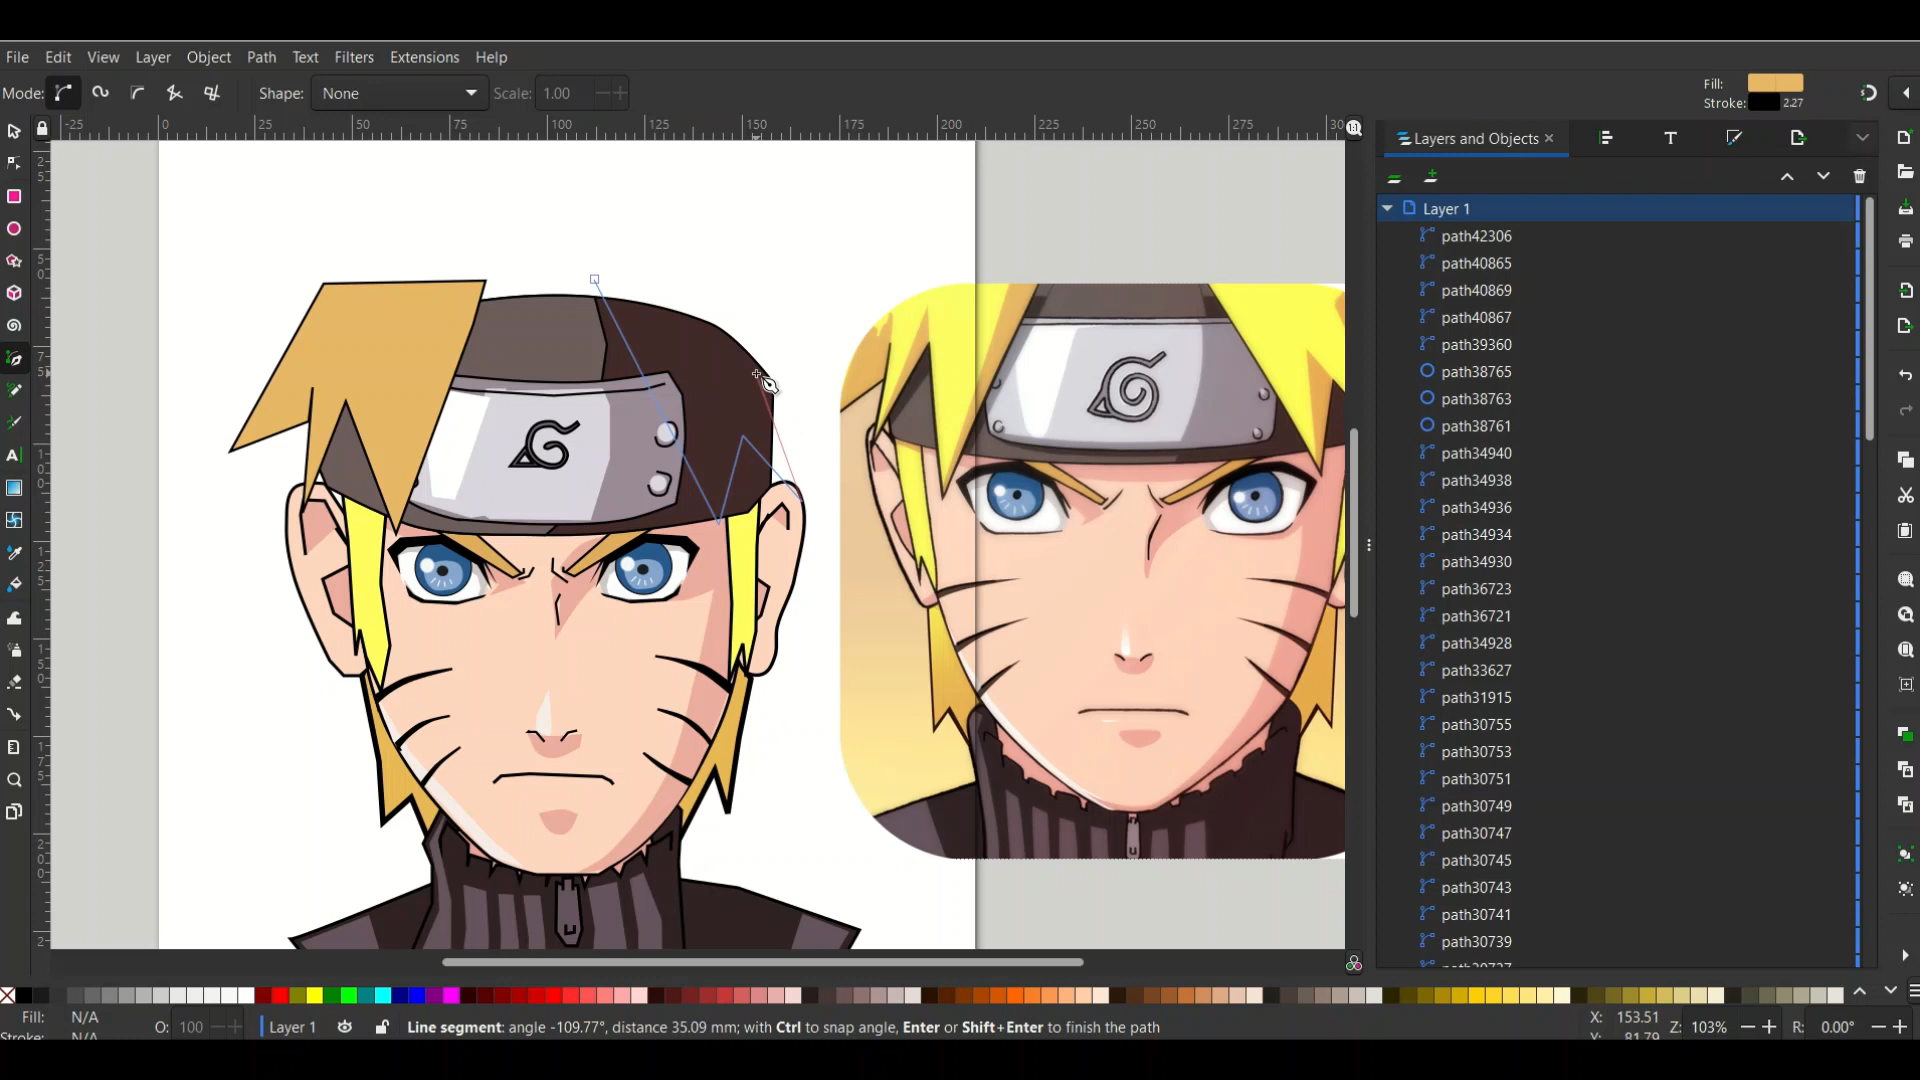 File Edit View Layer Object Path Text Filters Extensions Help
Mode: Shape: None Scale: 1.00 Fill: Stroke: 2.27
-25 0 25 50 75 100 125 150 175 200 225 250 275 30
Layers and Objects
Layer 1
path42306
path40865
path40869
path40867
path39360
path38765
path38763
path38761
path34940
path34938
path34936
path34934
path34930
path36723
path36721
path34928
path33627
path31915
path30755
path30753
path30751
path30749
path30747
path30745
path30743
path30741
path30739
Fill: N/A O: 100 Layer 1 Line segment: angle -109.77°, distance 35.09 mm; with Ctrl to snap angle, Enter or Shift+Enter to finish the path X: 153.51 Z: 103% R: 0.00°
Stroke: N/A Y: 81.79